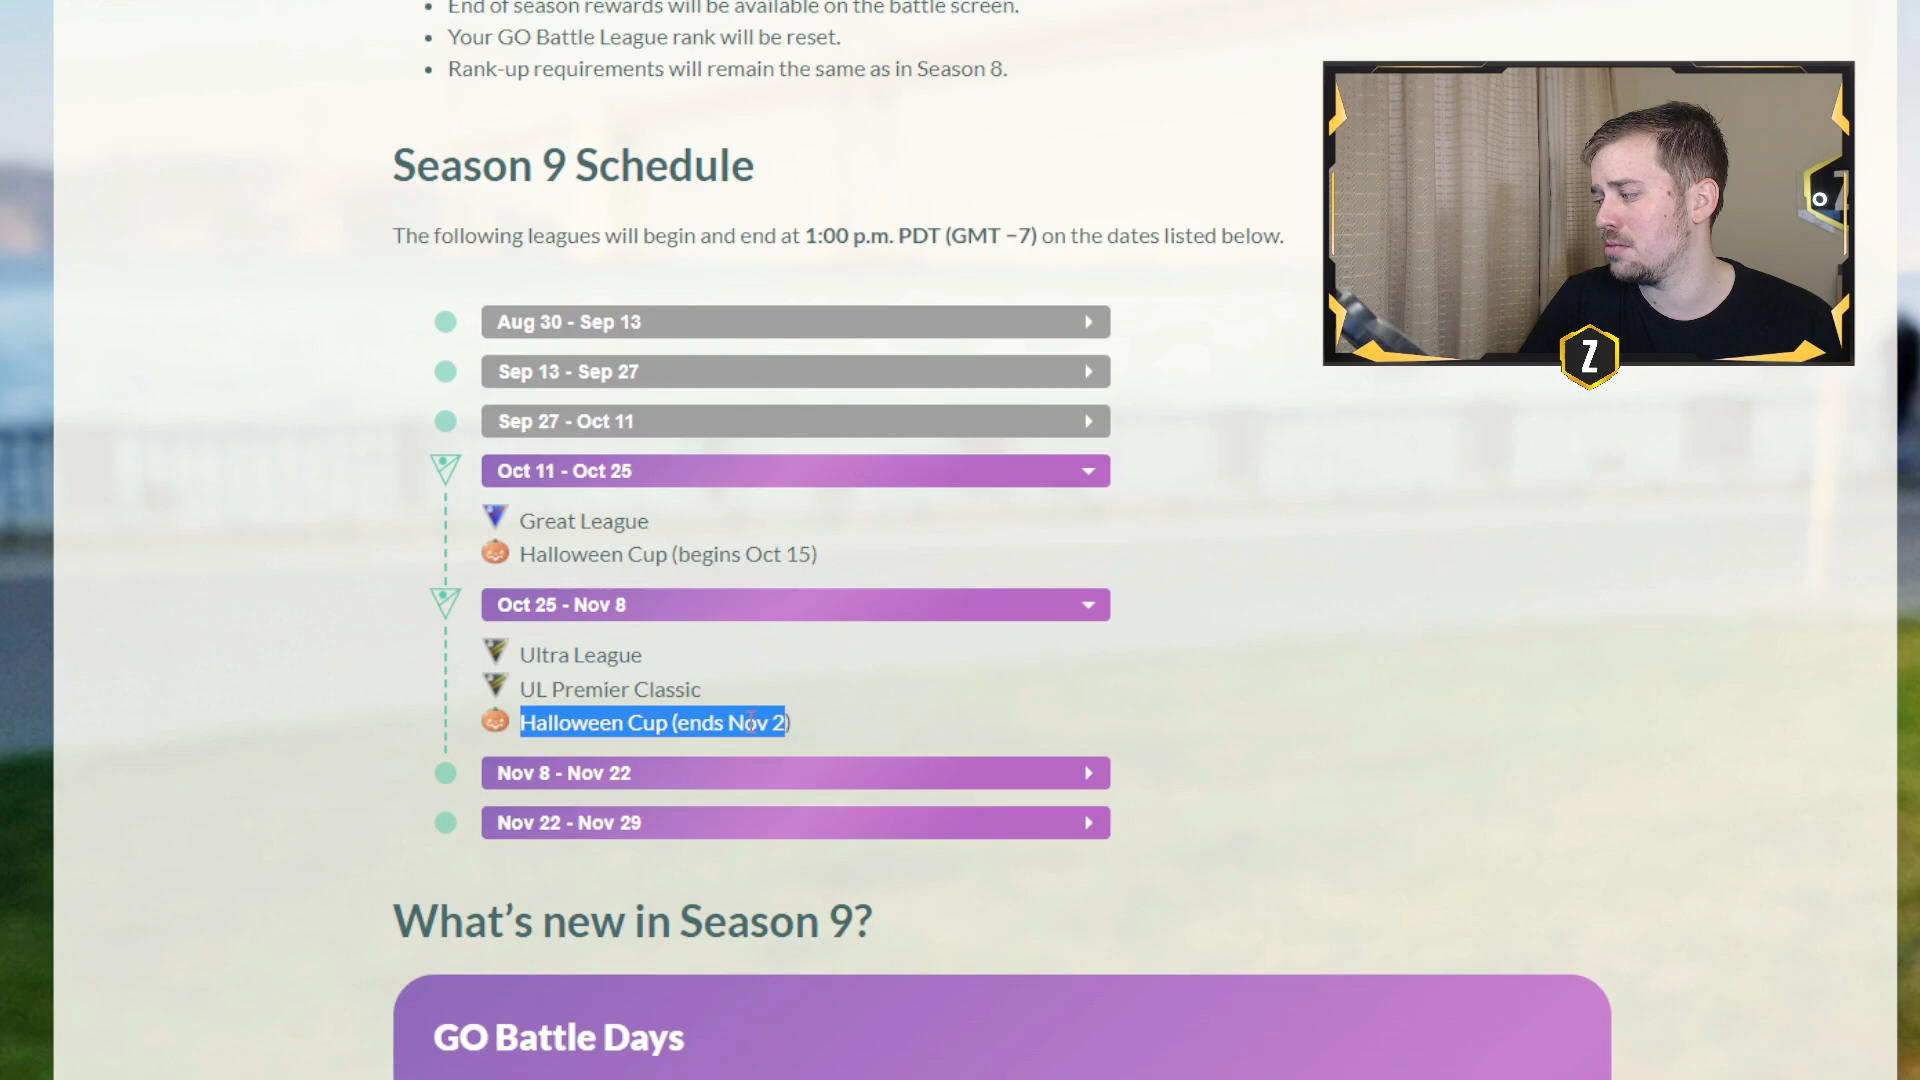 End of season rewards will be available on the battle screen.
Your GO Battle League rank will be reset.
Rank-up requirements will remain the same as in Season 8.
Season 9 Schedule
The following leagues will begin and end at 1:00 p.m. PDT (GMT −7) on the dates listed below.
Aug 30 - Sep 13
Sep 13 - Sep 27
Sep 27 - Oct 11
Oct 11 - Oct 25
Great League
Halloween Cup (begins Oct 15)
Oct 25 - Nov 8
Ultra League
UL Premier Classic
Halloween Cup (ends Nov 2)
Nov 8 - Nov 22
Nov 22 - Nov 29
What's new in Season 9?
GO Battle Days
Z